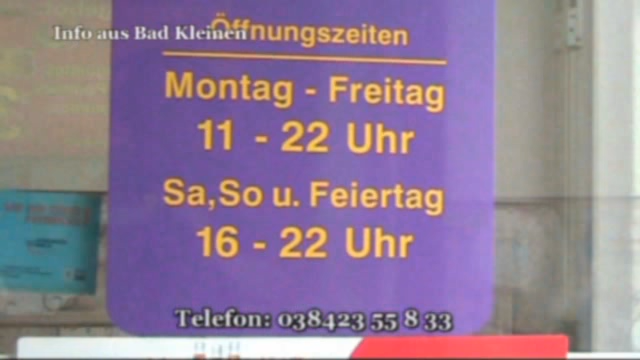 Info aus Bad Kleinen
Öffnungszeiten
Montag - Freitag
11 - 22 Uhr
Sa,So u. Feiertag
16 - 22 Uhr
Telefon: 038423 55 8 33